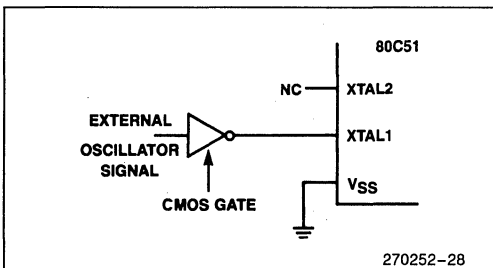 80C51
NC
XTAL2
EXTERNAL
OSCILLATOR
SIGNAL
XTAL1
CMOS GATE
VSS
270252-28